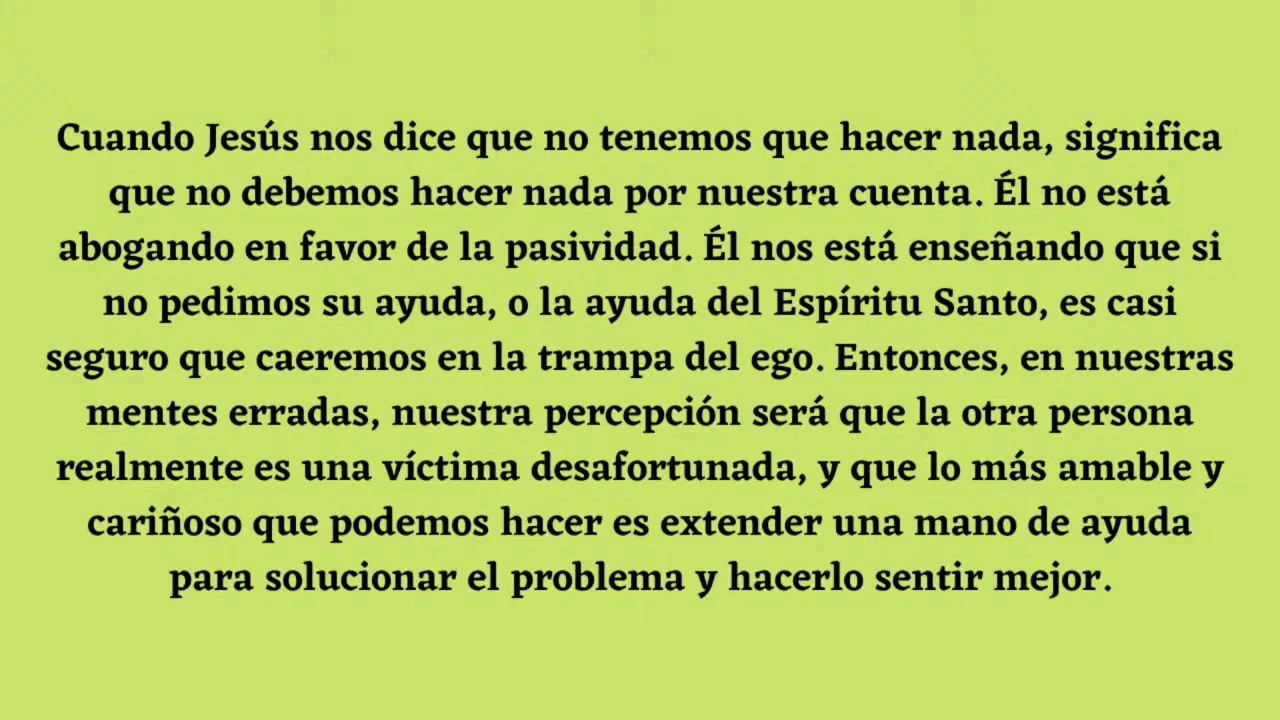 Cuando Jesús nos dice que no tenemos que hacer nada, significa
que no debemos hacer nada por nuestra cuenta. Él no está
abogando en favor de la pasividad. Él nos está enseñando que si
no pedimos su ayuda, o la ayuda del Espíritu Santo, es casi
seguro que caeremos en la trampa del ego. Entonces, en nuestras
mentes erradas, nuestra percepción será que la otra persona
realmente es una víctima desafortunada, y que lo más amable y
cariñoso que podemos hacer es extender una mano de ayuda
para solucionar el problema y hacerlo sentir mejor.